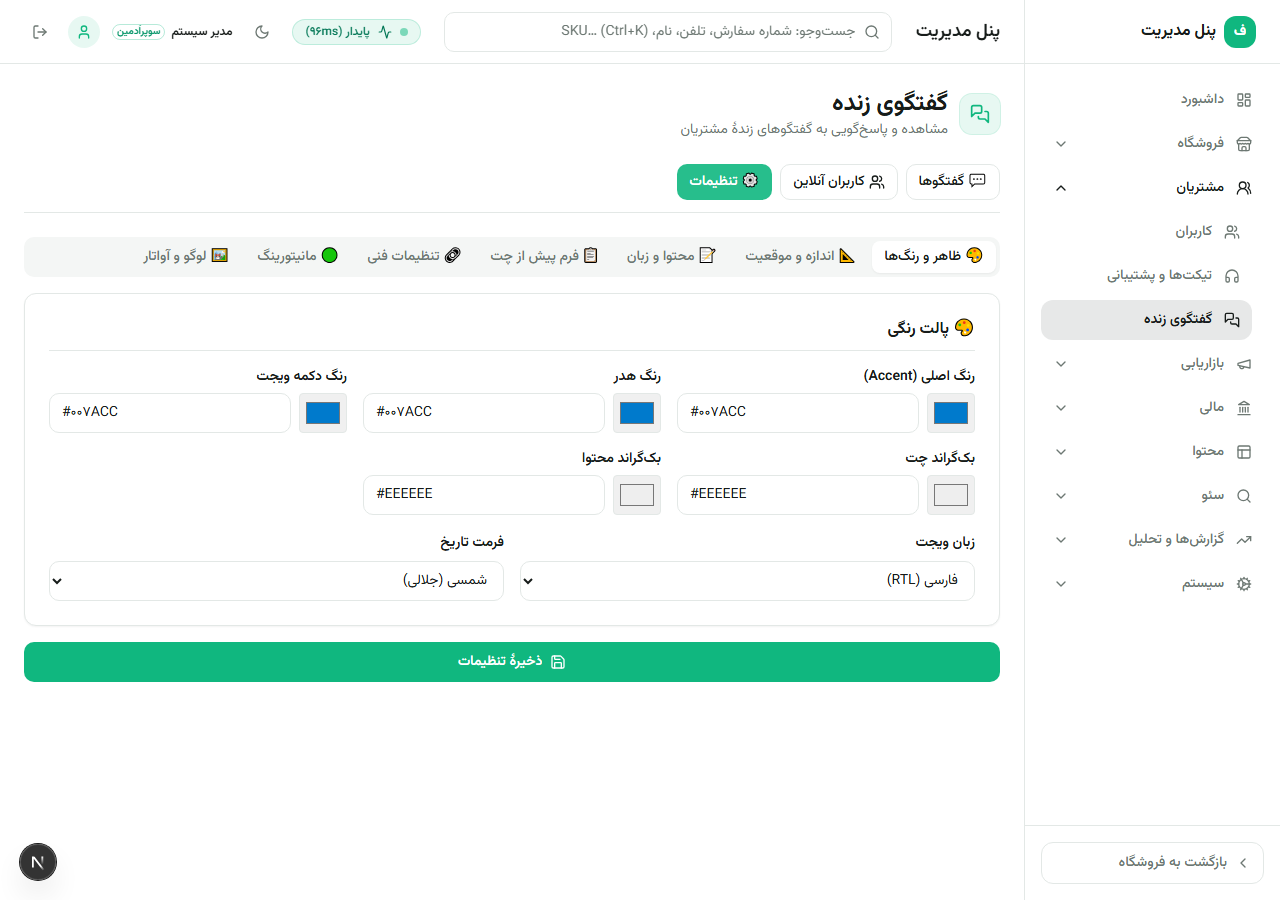 ف پنل مدیریت
داشبورد
فروشگاه
مشتریان
کاربران
تیکت‌ها و پشتیبانی
گفتگوی زنده
بازاریابی
مالی
محتوا
سئو
گزارش‌ها و تحلیل
سیستم
بازگشت به فروشگاه
پنل مدیریت
جست‌وجو: شماره سفارش، تلفن، نام، SKU... (Ctrl+K)
پایدار (۹۶ms)
مدیر سیستم سوپرآدمین
گفتگوی زنده
مشاهده و پاسخ‌گویی به گفتگوهای زندهٔ مشتریان
گفتگوها کاربران آنلاین تنظیمات
ظاهر و رنگ‌ها اندازه و موقعیت محتوا و زبان فرم پیش از چت تنظیمات فنی مانیتورینگ لوگو و آواتار
پالت رنگی
رنگ اصلی (Accent) رنگ هدر رنگ دکمه ویجت
#۰۰۷ACC #۰۰۷ACC #۰۰۷ACC
بک‌گراند چت بک‌گراند محتوا
#EEEEEE #EEEEEE
زبان ویجت فرمت تاریخ
فارسی (RTL) شمسی (جلالی)
ذخیرهٔ تنظیمات
N